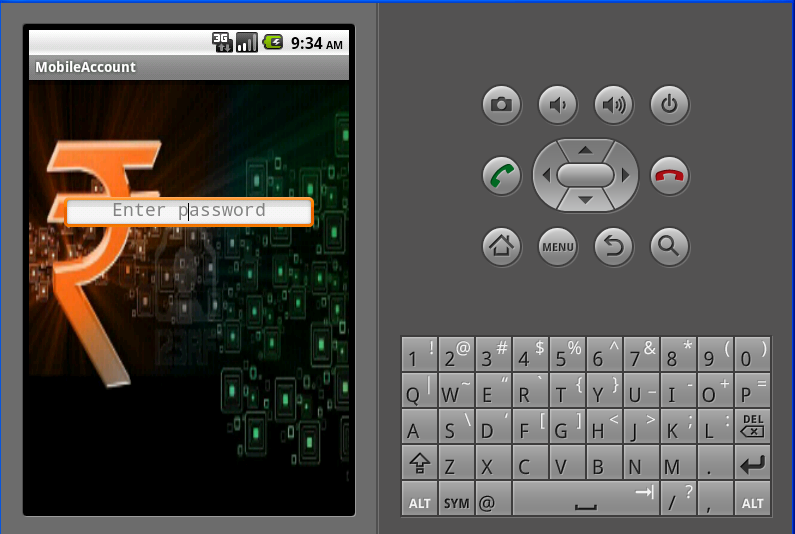 3G 9:34 AM
MobileAccount
₹
Enter password
MENU
1 ! 2 @ 3 # 4 $ 5 % 6 ^ 7 & 8 * 9 ( 0 )
Q | W ~ E “ R ` T { Y } U _ I - O + P =
A S \ D ‘ F [ G ] H < J > K ; L : DEL
Z X C V B N M .
ALT SYM @ / ? , ALT